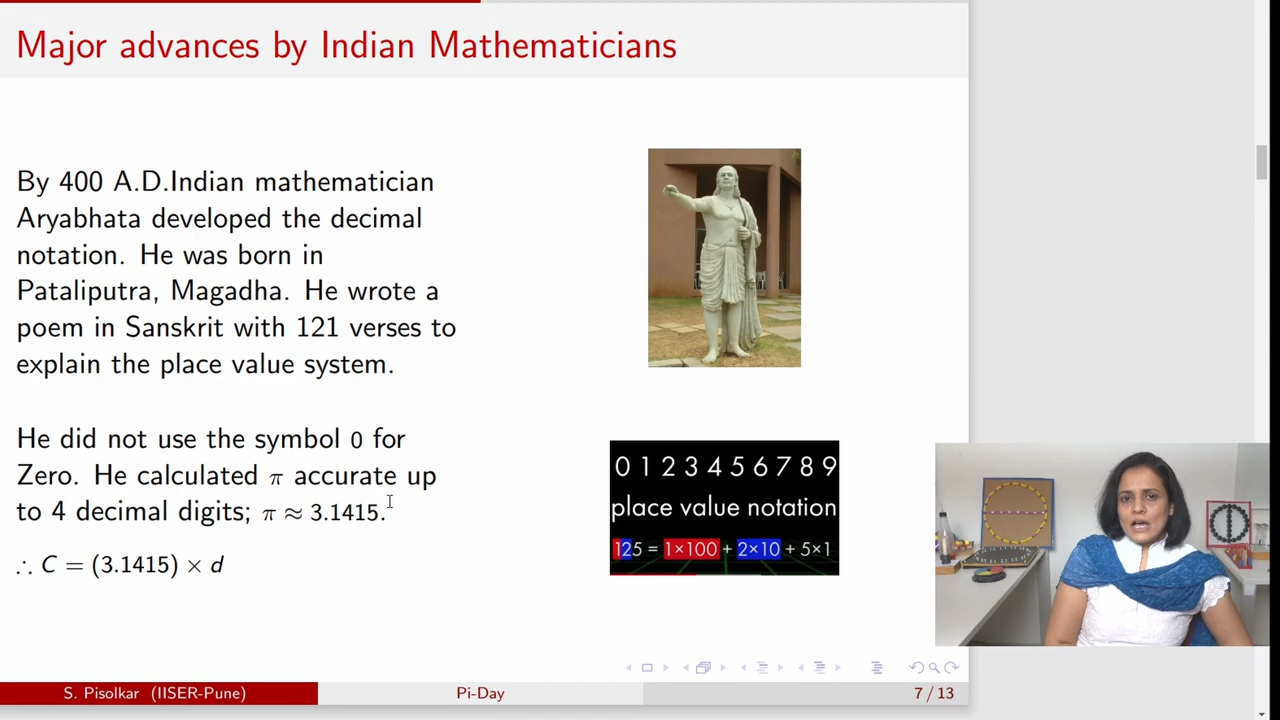 Major advances by Indian Mathematicians
By 400 A.D.Indian mathematician
Aryabhata developed the decimal
notation. He was born in
Pataliputra, Magadha. He wrote a
poem in Sanskrit with 121 verses to
explain the place value system.
He did not use the symbol 0 for
Zero. He calculated π accurate up
to 4 decimal digits; π ≈ 3.1415.
∴ C = (3.1415) × d
0 1 2 3 4 5 6 7 8 9
place value notation
125 = 1×100 + 2×10 + 5×1
S. Pisolkar (IISER-Pune)
Pi-Day
7 / 13